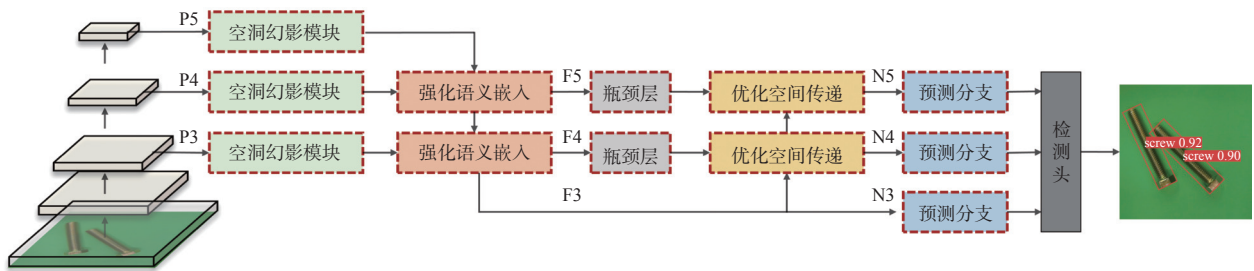 P5 空洞幻影模块
P4 空洞幻影模块 强化语义嵌入 F5 瓶颈层 优化空间传递 N5 预测分支
P3 空洞幻影模块 强化语义嵌入 F4 瓶颈层 优化空间传递 N4 预测分支
F3 N3 预测分支
检测头
screw 0.92
screw 0.90